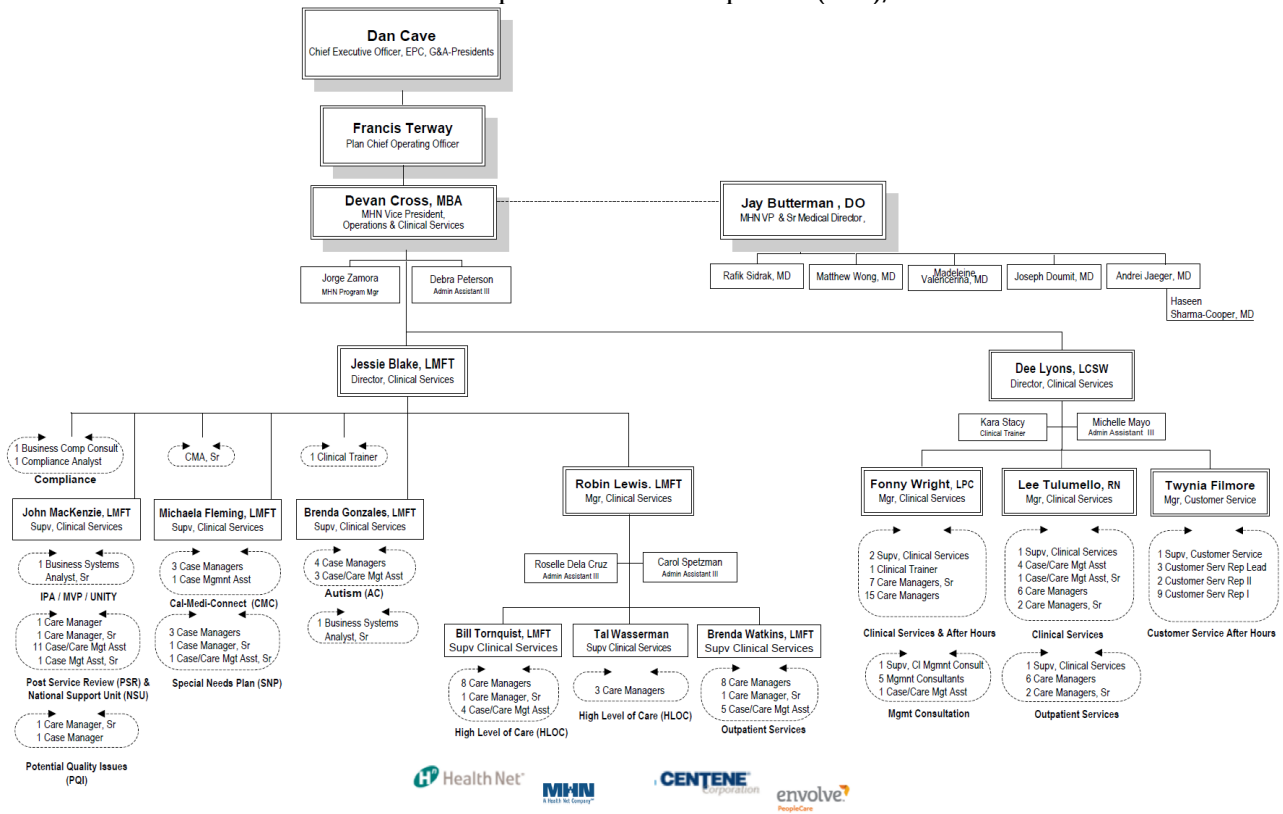 Dan Cave
Chief Executive Officer, EPC, G&A-Presidents
Francis Terway
Plan Chief Operating Officer
Devan Cross, MBA
MHN Vice President,
Operations & Clinical Services
Jay Butterman , DO
MHN VP & Sr Medical Director,
Jorge Zamora
MHN Program Mgr
Debra Peterson
Admin Assistant III
Rafik Sidrak, MD
Matthew Wong, MD
Madeleine
Valencerina, MD
Joseph Doumit, MD
Andrei Jaeger, MD
Haseen
Sharma-Cooper, MD
Jessie Blake, LMFT
Director, Clinical Services
Dee Lyons, LCSW
Director, Clinical Services
Kara Stacy
Clinical Trainer
Michelle Mayo
Admin Assistant III
1 Business Comp Consult
1 Compliance Analyst
Compliance
CMA, Sr
1 Clinical Trainer
Robin Lewis. LMFT
Mgr, Clinical Services
Fonny Wright, LPC
Mgr, Clinical Services
Lee Tulumello, RN
Mgr, Clinical Services
Twynia Filmore
Mgr, Customer Service
John MacKenzie, LMFT
Supv, Clinical Services
Michaela Fleming, LMFT
Supv, Clinical Services
Brenda Gonzales, LMFT
Supv, Clinical Services
1 Business Systems
Analyst, Sr
IPA / MVP / UNITY
3 Case Managers
1 Case Mgmnt Asst
Cal-Medi-Connect (CMC)
4 Case Managers
3 Case/Care Mgt Asst
Autism (AC)
1 Business Systems
Analyst, Sr
1 Care Manager
1 Care Manager, Sr
11 Case/Care Mgt Asst
1 Case Mgt Asst, Sr
Post Service Review (PSR) &
National Support Unit (NSU)
3 Case Managers
1 Case Manager, Sr
1 Case/Care Mgt Asst, Sr
Special Needs Plan (SNP)
1 Care Manager, Sr
1 Case Manager
Potential Quality Issues
(PQI)
Roselle Dela Cruz
Admin Assistant III
Carol Spetzman
Admin Assistant III
Bill Tornquist, LMFT
Supv Clinical Services
Tal Wasserman
Supv Clinical Services
Brenda Watkins, LMFT
Supv Clinical Services
8 Care Managers
1 Care Manager, Sr
4 Case/Care Mgt Asst
High Level of Care (HLOC)
3 Care Managers
High Level of Care (HLOC)
8 Care Managers
1 Care Manager, Sr
5 Case/Care Mgt Asst
Outpatient Services
2 Supv, Clinical Services
1 Clinical Trainer
7 Care Managers, Sr
15 Care Managers
Clinical Services & After Hours
1 Supv, Cl Mgmnt Consult
5 Mgmnt Consultants
1 Case/Care Mgt Asst
Mgmt Consultation
1 Supv, Clinical Services
4 Case/Care Mgt Asst
1 Case/Care Mgt Asst, Sr
6 Care Managers
2 Care Managers, Sr
Clinical Services
1 Supv, Clinical Services
6 Care Managers
2 Care Managers, Sr
Outpatient Services
1 Supv, Customer Service
3 Customer Serv Rep Lead
2 Customer Serv Rep II
9 Customer Serv Rep I
Customer Service After Hours
Health Net
MHN
A Health Net Company
CENTENE
Corporation
envolve
PeopleCare